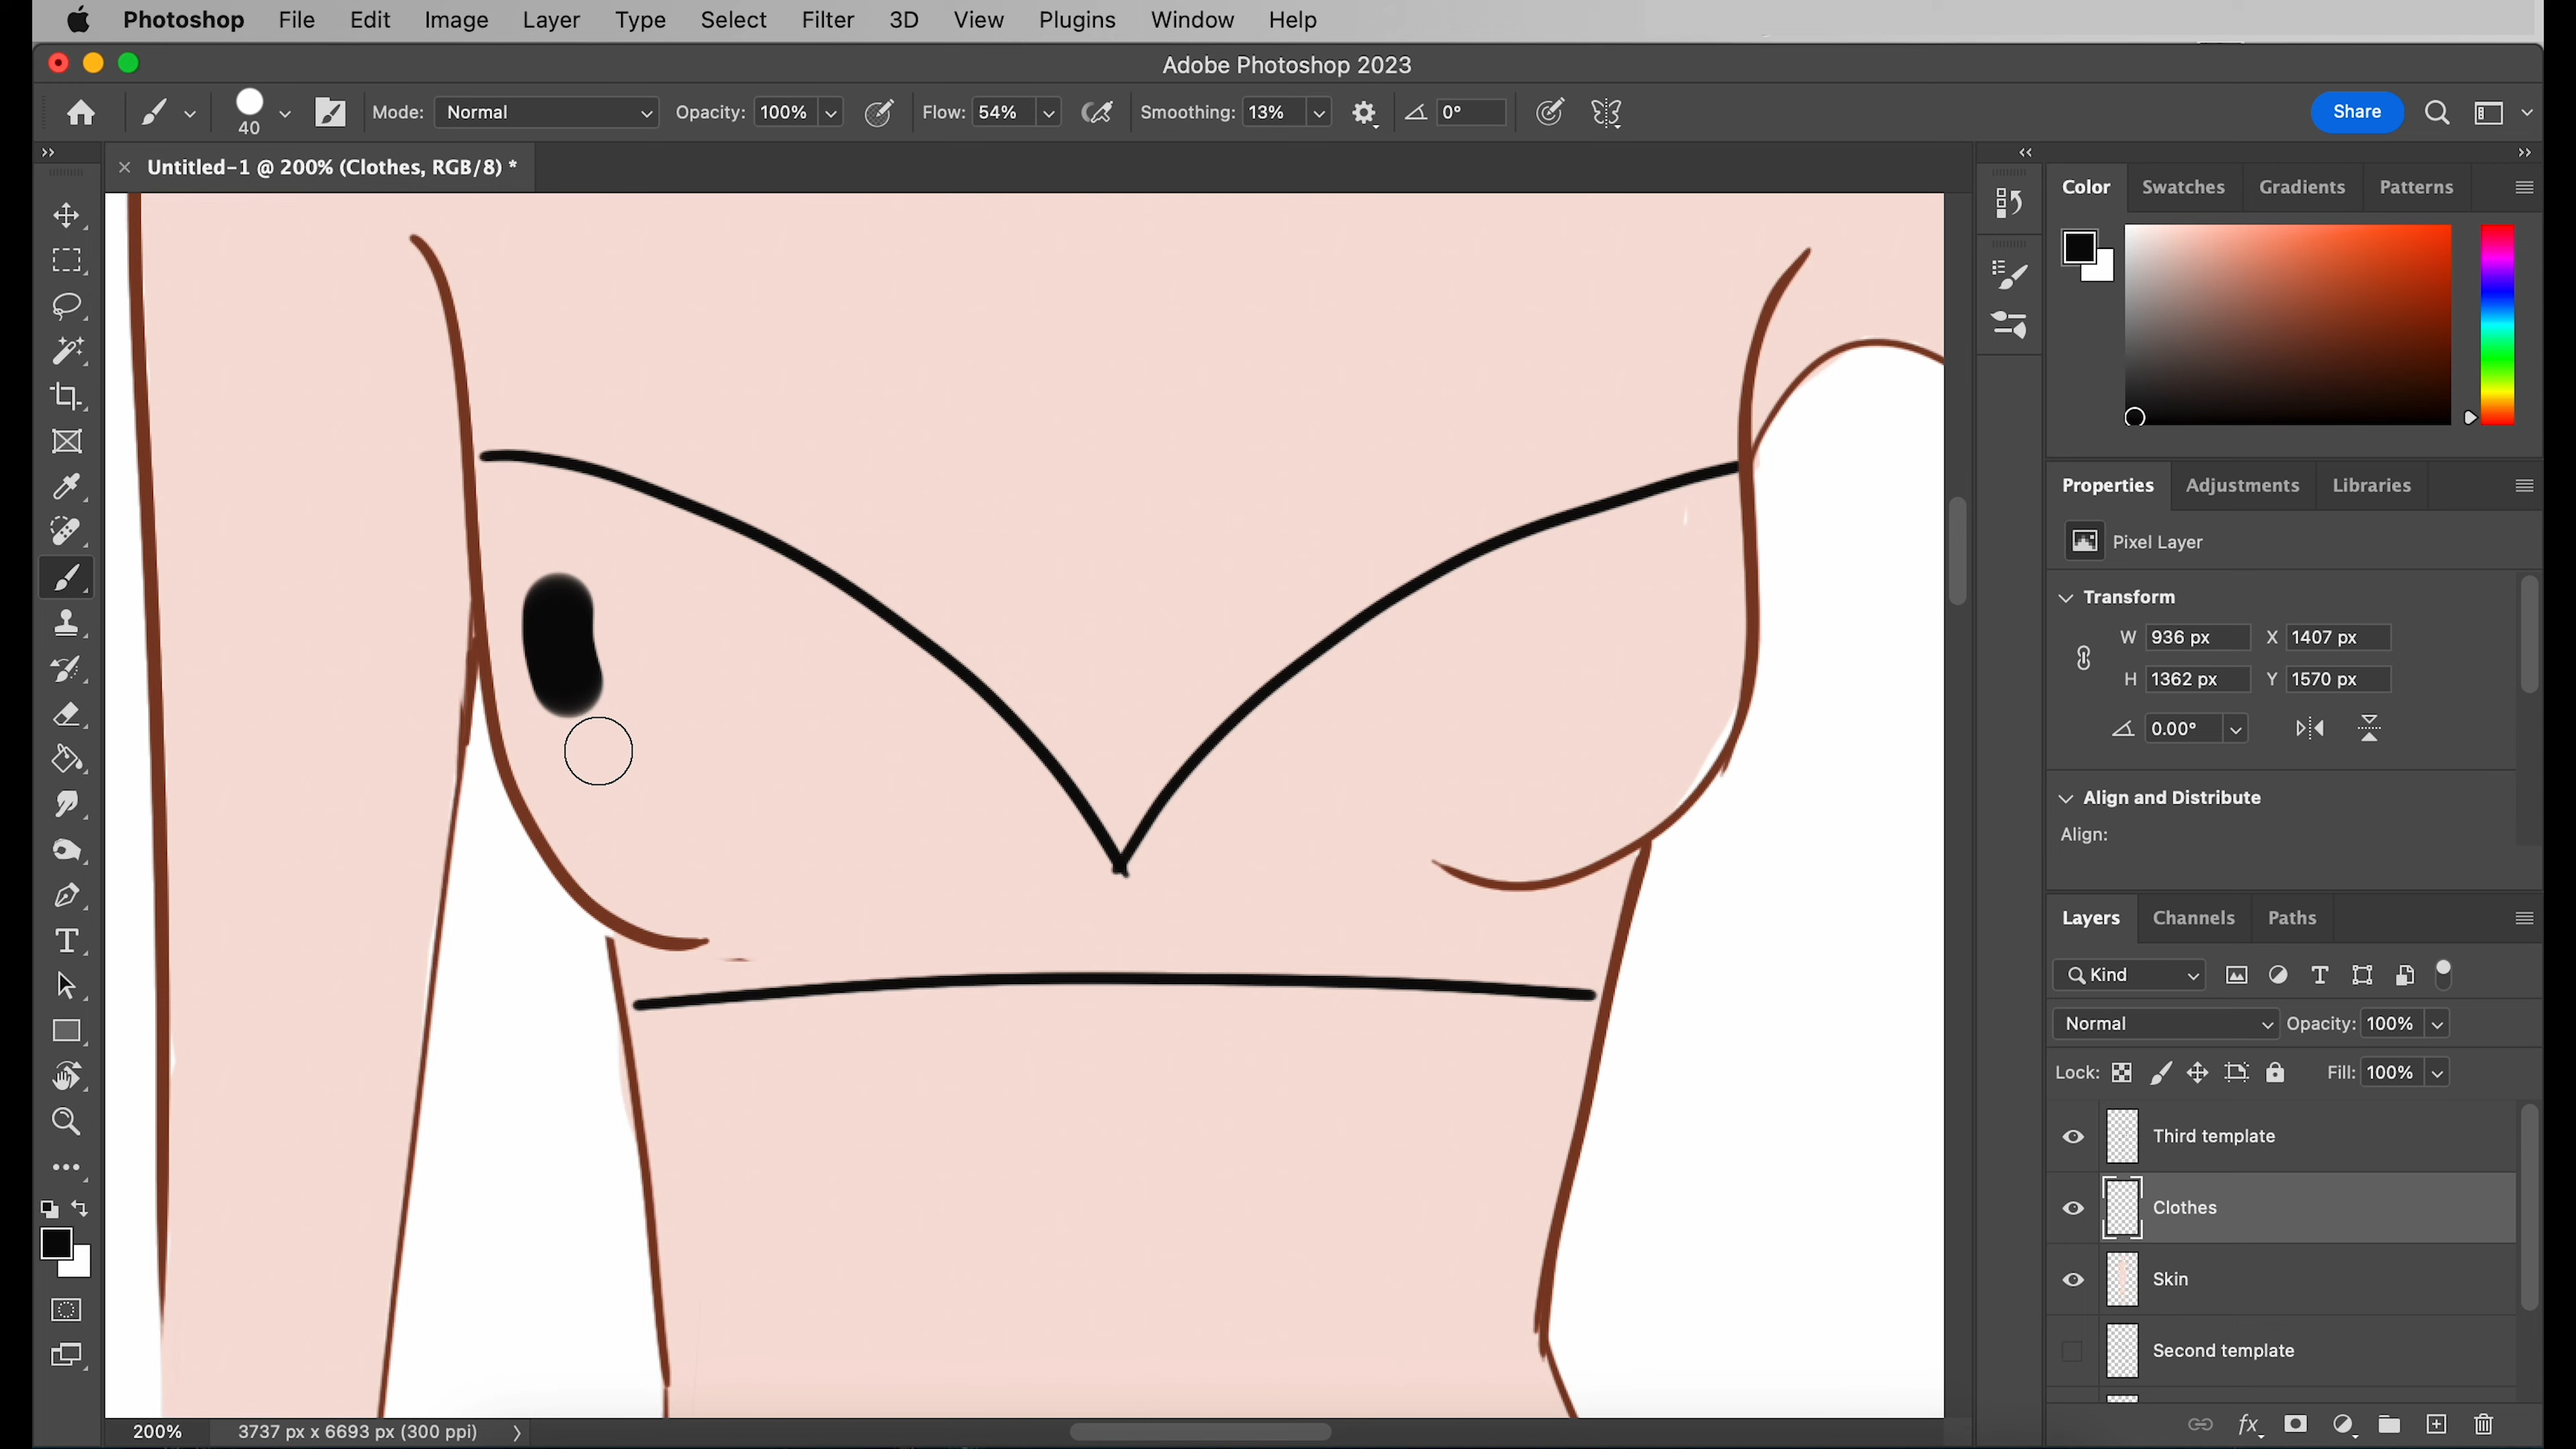 Photoshop File Edit Image Layer Type Select Filter 3D View Plugins Window Help
Adobe Photoshop 2023
40 Mode: Normal Opacity: 100% Flow: 54% Smoothing: 13% 0° Share
Untitled-1 @ 200% (Clothes, RGB/8) *
Color Swatches Gradients Patterns
Properties Adjustments Libraries
Pixel Layer
Transform
W 936 px X 1407 px
H 1362 px Y 1570 px
0.00°
Align and Distribute
Align:
Layers Channels Paths
Kind
Normal Opacity: 100%
Lock: Fill: 100%
Third template
Clothes
Skin
Second template
200% 3737 px x 6693 px (300 ppi)